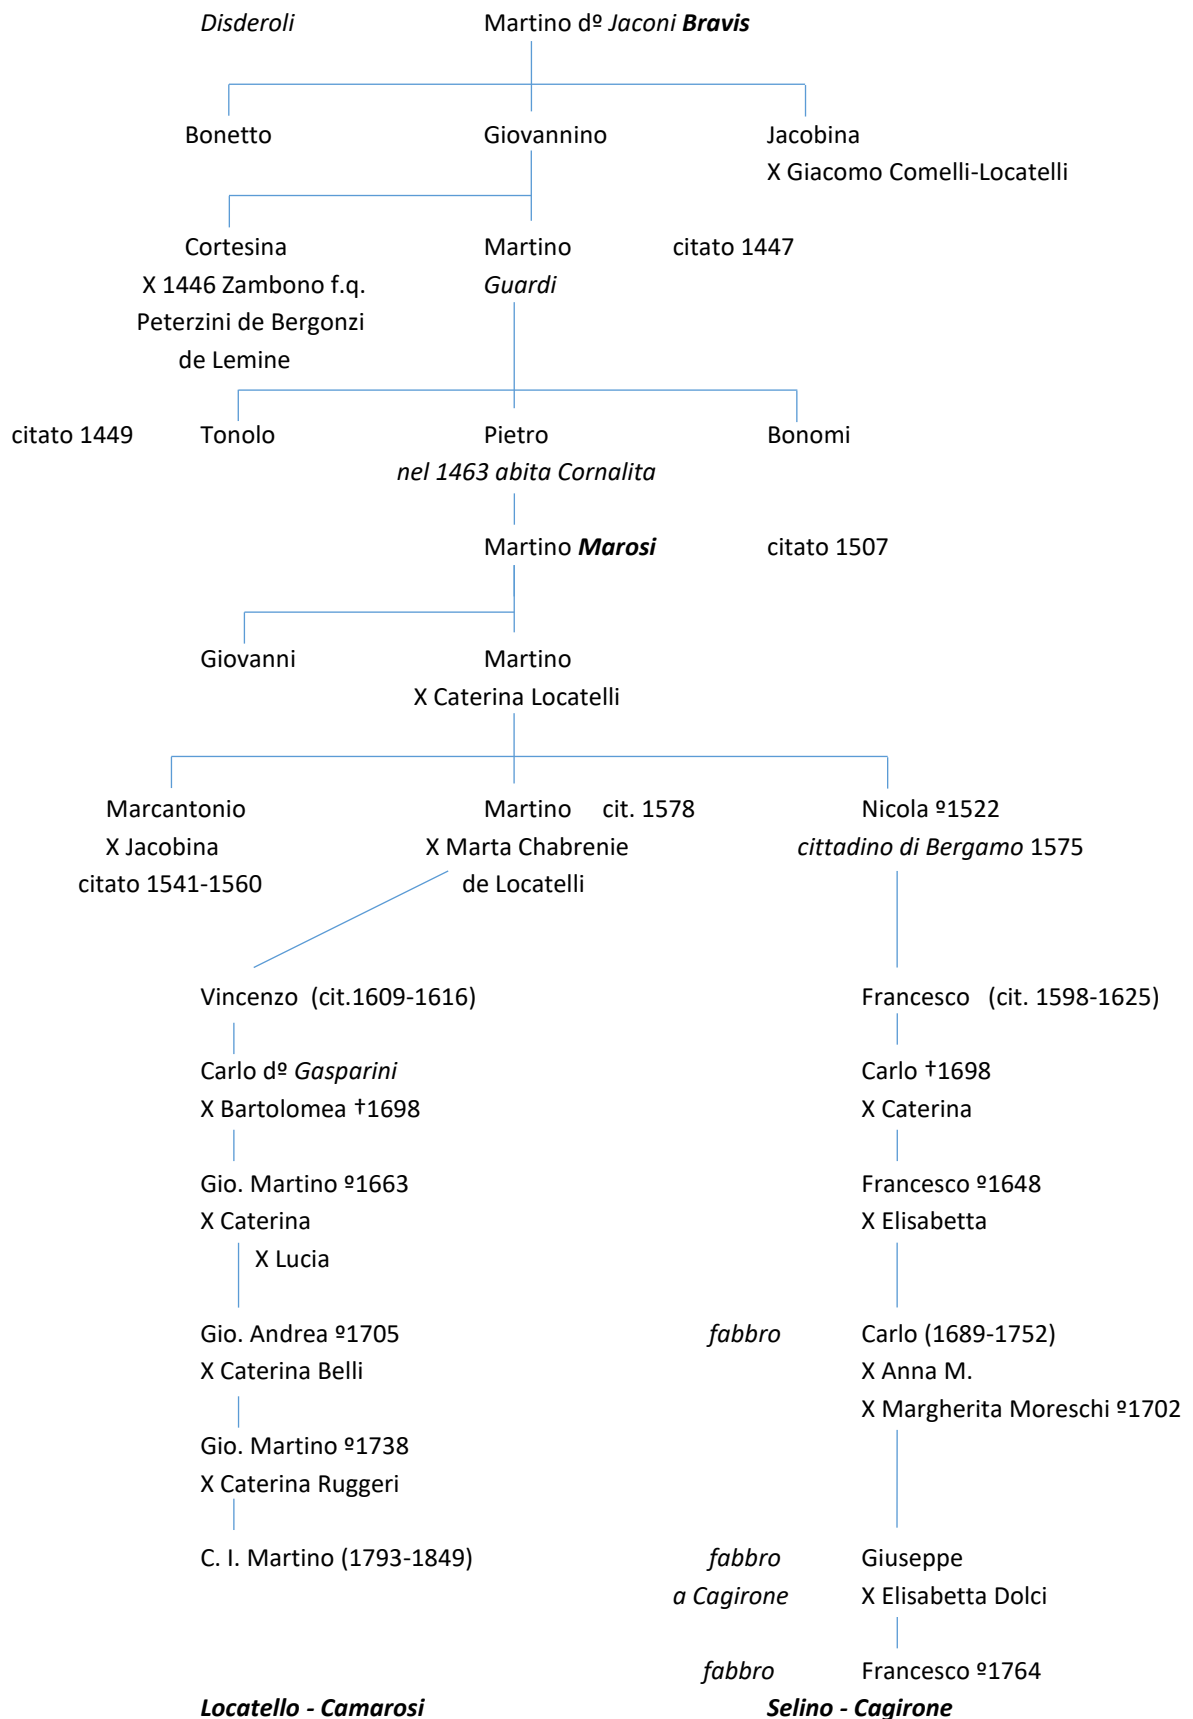 Disderoli Martino dº Jaconi Bravis
Bonetto Giovannino Jacobina
X Giacomo Comelli-Locatelli
Cortesina Martino citato 1447
X 1446 Zambono f.q. Guardi
Peterzini de Bergonzi
de Lemine
citato 1449 Tonolo Pietro Bonomi
nel 1463 abita Cornalita
Martino Marosi citato 1507
Giovanni Martino
X Caterina Locatelli
Marcantonio Martino cit. 1578 Nicola º1522
X Jacobina X Marta Chabrenie cittadino di Bergamo 1575
citato 1541-1560 de Locatelli
Vincenzo (cit.1609-1616) Francesco (cit. 1598-1625)
Carlo dº Gasparini Carlo †1698
X Bartolomea †1698 X Caterina
Gio. Martino º1663 Francesco º1648
X Caterina X Elisabetta
X Lucia
Gio. Andrea º1705 fabbro Carlo (1689-1752)
X Caterina Belli X Anna M.
X Margherita Moreschi º1702
Gio. Martino º1738
X Caterina Ruggeri
C. I. Martino (1793-1849) fabbro Giuseppe
a Cagirone X Elisabetta Dolci
fabbro Francesco º1764
Locatello - Camarosi Selino - Cagirone